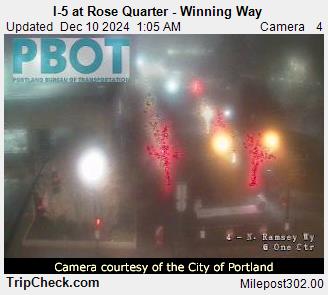 I-5 at Rose Quarter - Winning Way
Updated Dec 10 2024 1:05 AM Camera 4
PBOT
PORTLAND BUREAU OF TRANSPORTATION
4 - N. Ramsey Wy
@ One Ctr
Camera courtesy of the City of Portland
TripCheck.com Milepost302.00